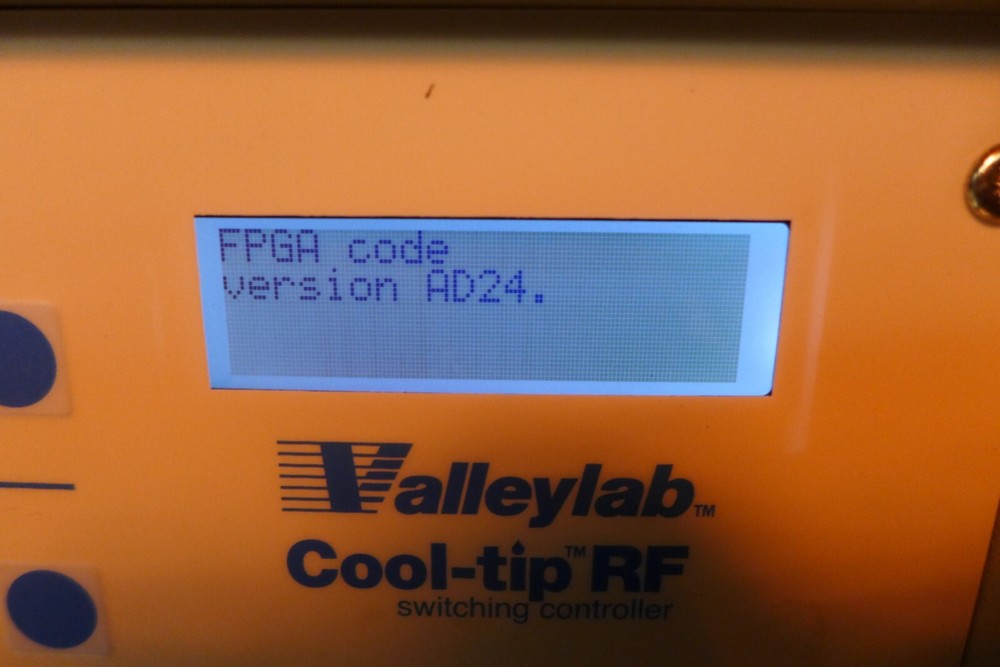 FPGA code
version AD24.
Valleylab™
Cool-tip™ RF
switching controller